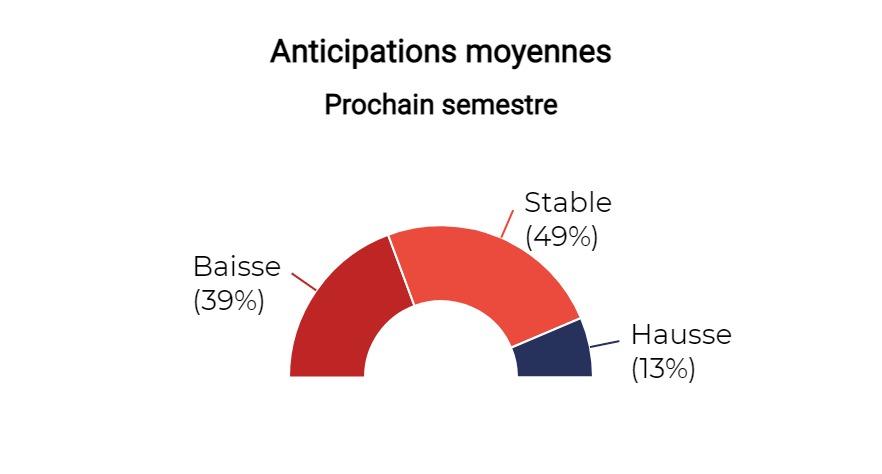 Anticipations moyennes
Prochain semestre
Stable
(49%)
Baisse
(39%)
Hausse
(13%)